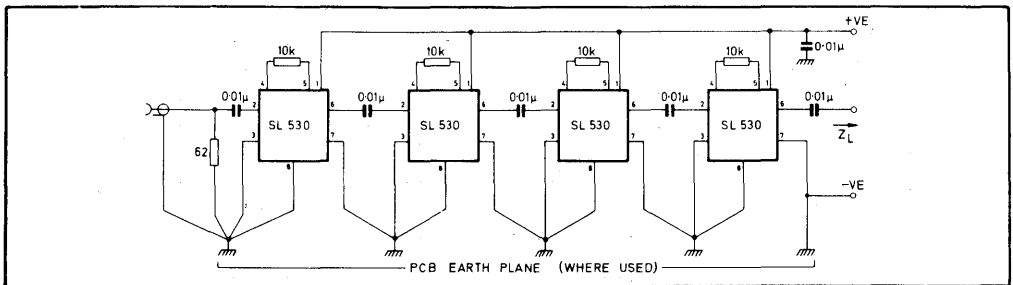 +VE
10k
10k
10k
10k
0·01μ
4 5 1
4 5 1
4 5 1
4 5 1
0·01μ
0·01μ
0·01μ
0·01μ
0·01μ
2 6
2 6
2 6
2 6
SL 530
SL 530
SL 530
SL 530
Z_L
3 7
3 7
3 7
3 7
62
8
8
8
8
-VE
PCB EARTH PLANE (WHERE USED)